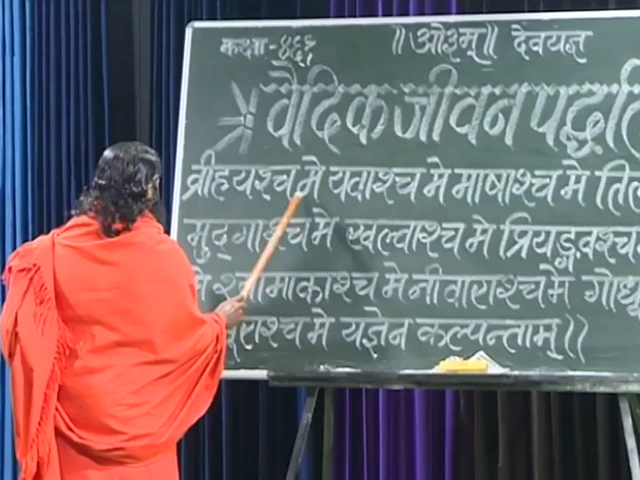 कक्षा-४६६ ॥ओ३म्॥ देवयज्ञ
वैदिक जीवन पद्धति
व्रीहयश्च मे यवाश्च मे माषाश्च मे
मुद्गाश्च मे खल्वाश्च मे प्रियङ्गवश्च
मे श्यामाकाश्च मे नीवाराश्च मे
मे यज्ञेन कल्पन्ताम्।।